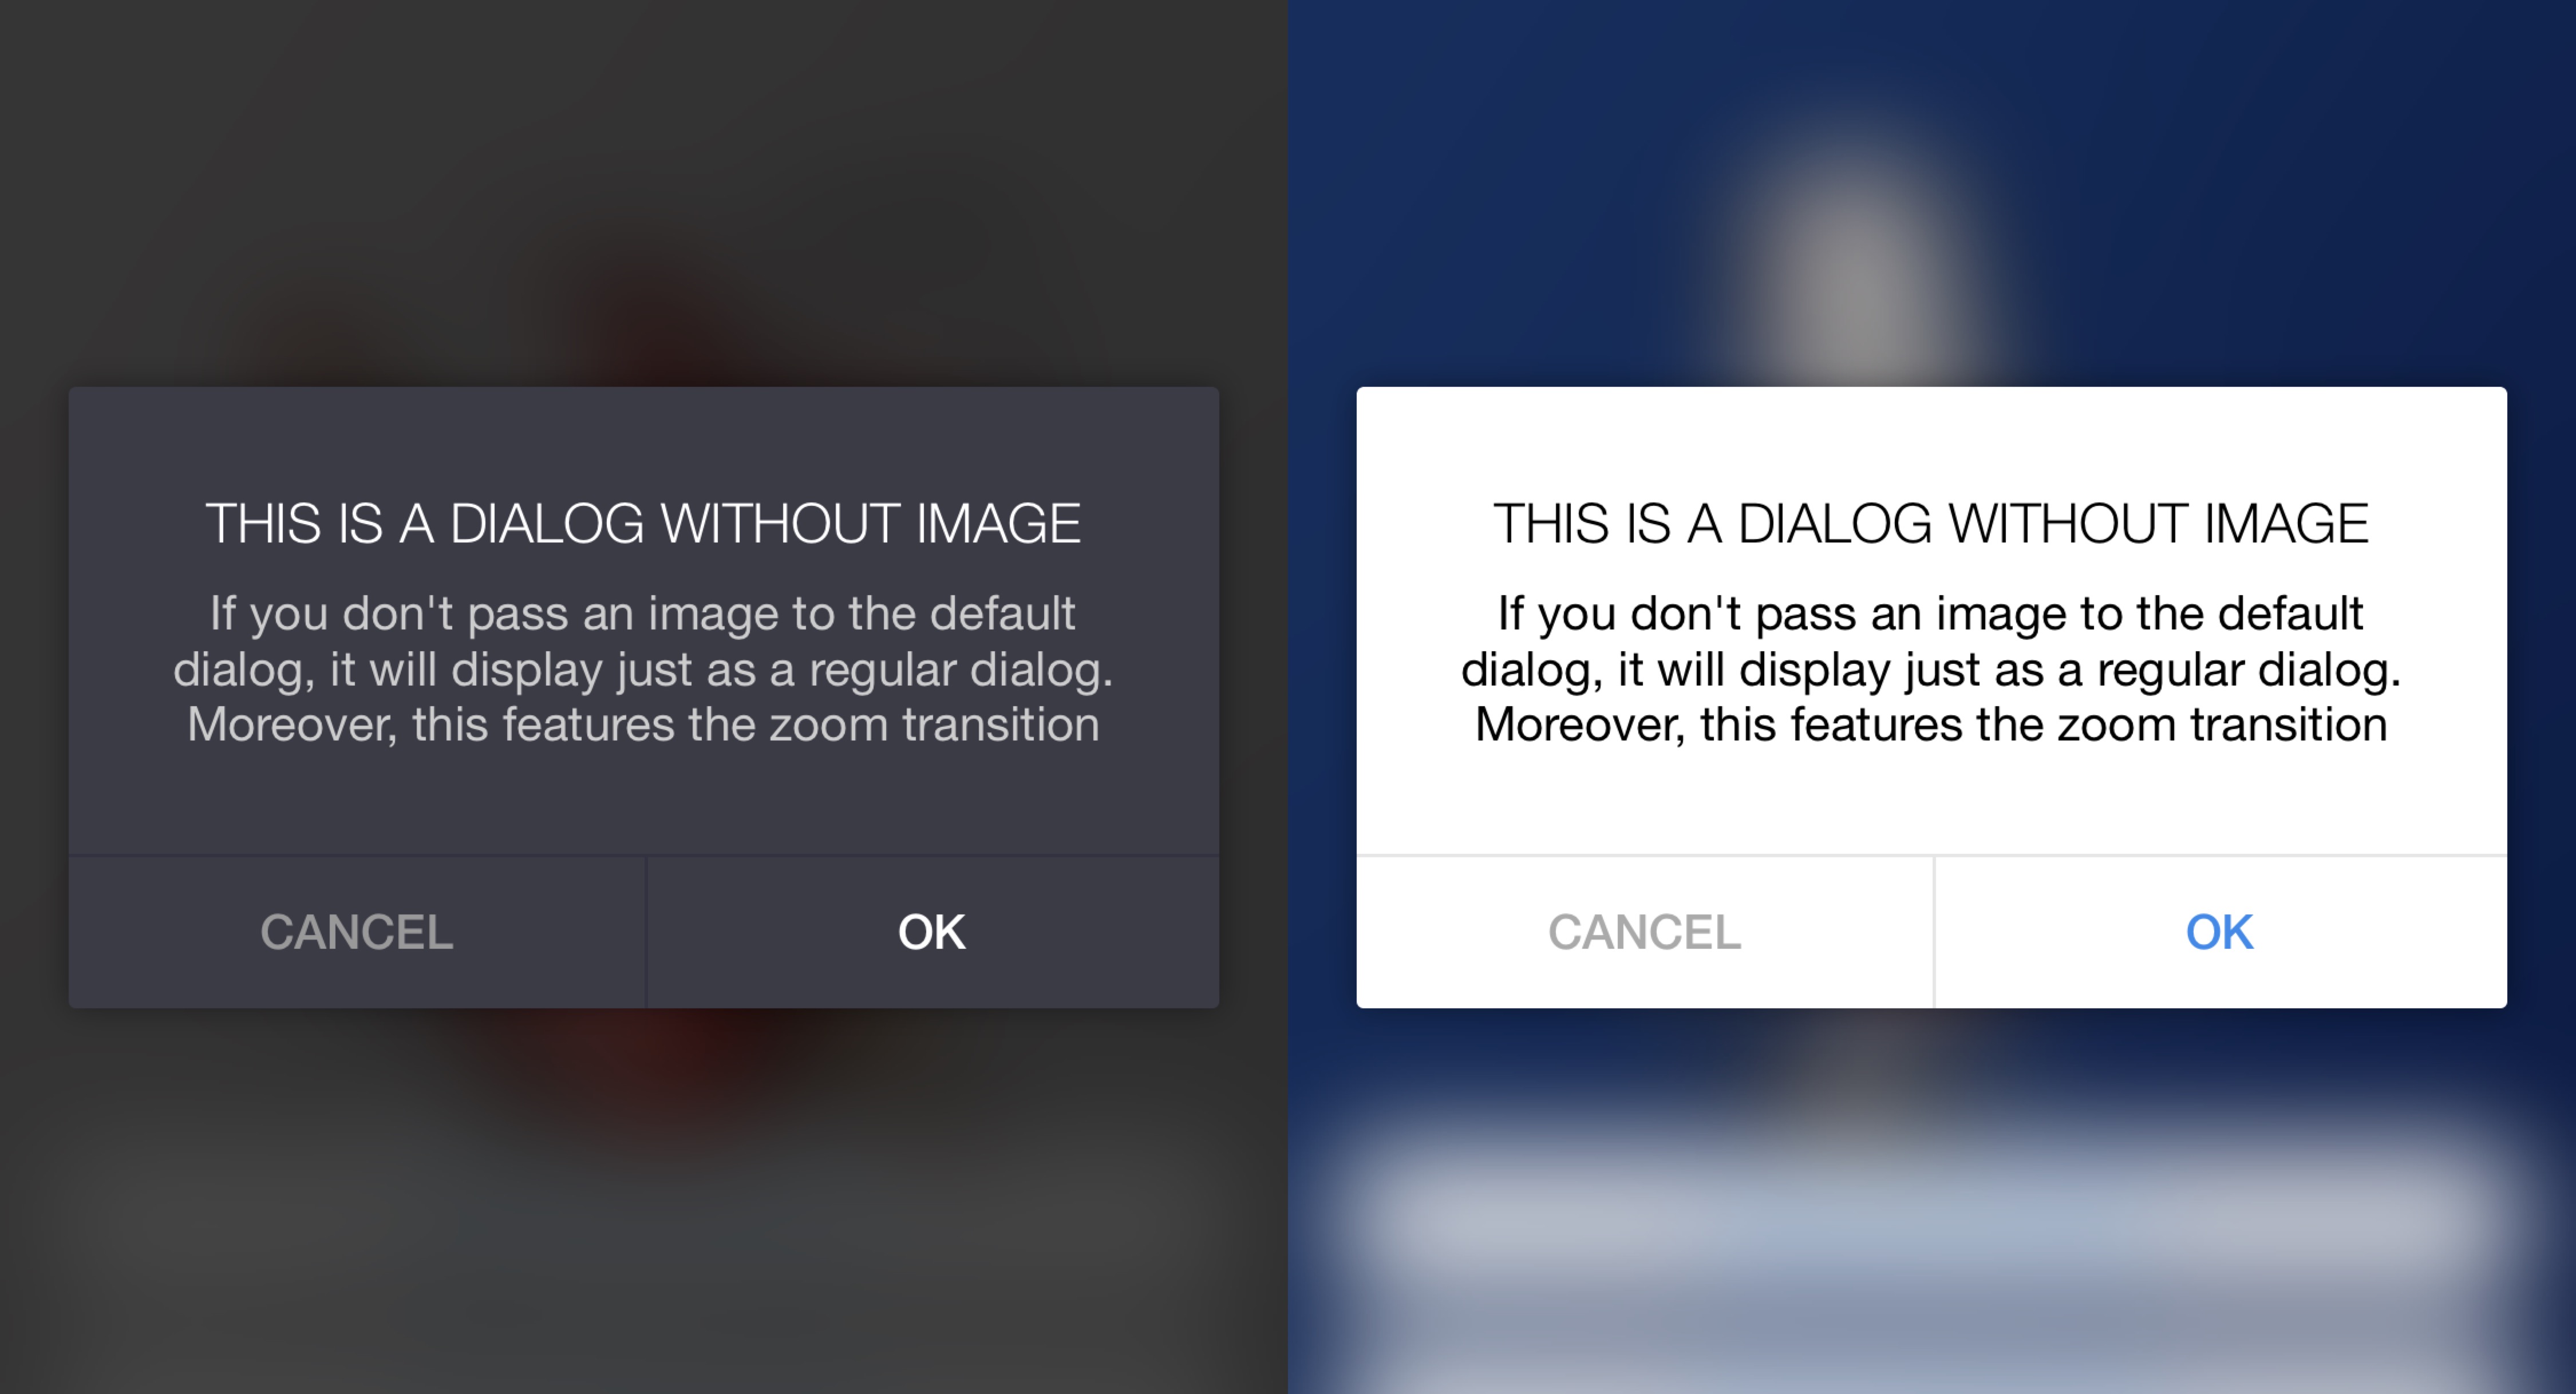 THIS IS A DIALOG WITHOUT IMAGE
If you don't pass an image to the default
dialog, it will display just as a regular dialog.
Moreover, this features the zoom transition
CANCEL
OK
THIS IS A DIALOG WITHOUT IMAGE
If you don't pass an image to the default
dialog, it will display just as a regular dialog.
Moreover, this features the zoom transition
CANCEL
OK